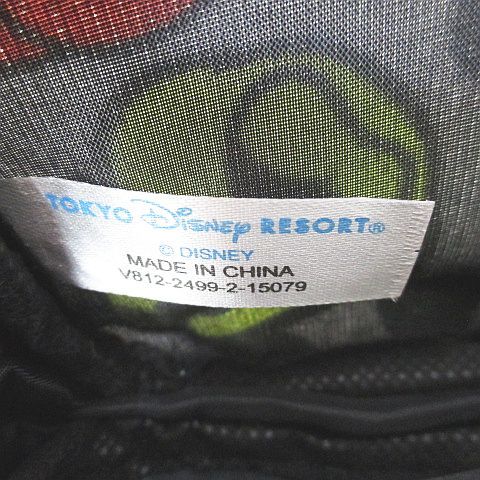 TOKYO Disney RESORT®
© DISNEY
MADE IN CHINA
V812-2499-2-15079